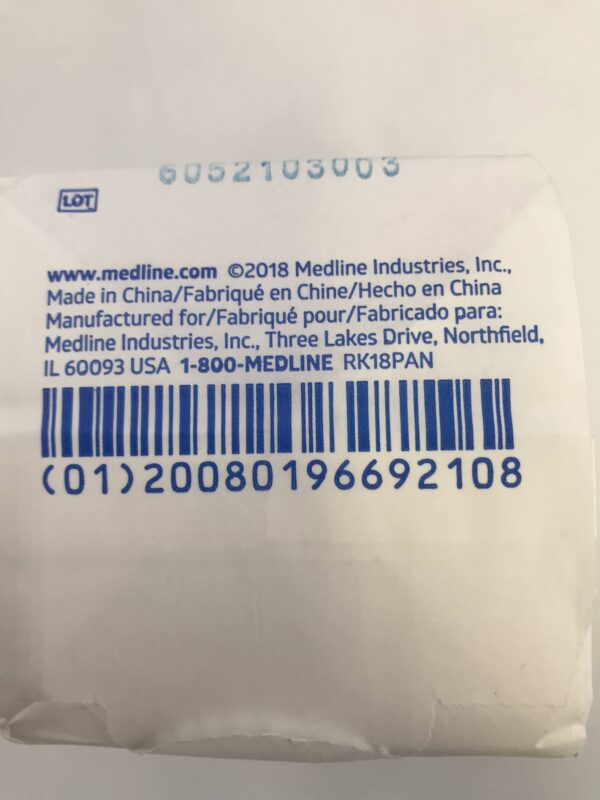 6052103003
LOT
www.medline.com ©2018 Medline Industries, Inc.,
Made in China/Fabriqué en Chine/Hecho en China
Manufactured for/Fabriqué pour/Fabricado para:
Medline Industries, Inc., Three Lakes Drive, Northfield,
IL 60093 USA 1-800-MEDLINE RK18PAN
(01)20080196692108